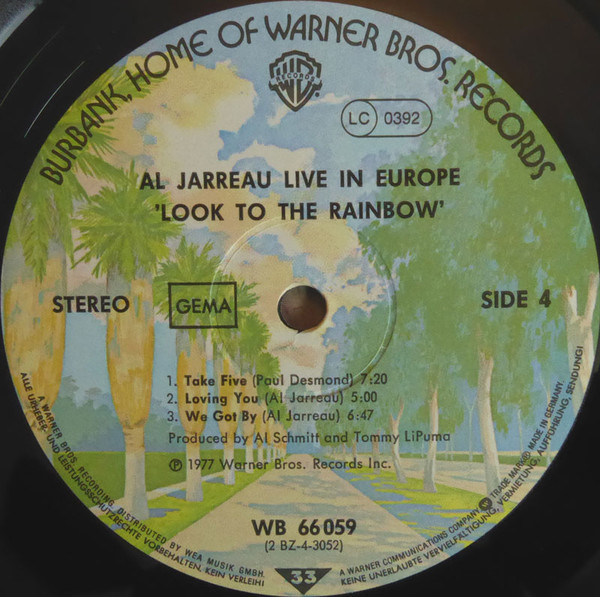 BURBANK, HOME OF WARNER BROS. RECORDS
WB
RECORDS
LC 0392
AL JARREAU LIVE IN EUROPE
'LOOK TO THE RAINBOW'
STEREO
GEMA
SIDE 4
1. Take Five (Paul Desmond) 7:20
2. Loving You (Al Jarreau) 5:00
3. We Got By (Al Jarreau) 6:47
Produced by Al Schmitt and Tommy LiPuma
℗ 1977 Warner Bros. Records Inc.
WB 66 059
(2 BZ-4-3052)
33
A WARNER BROS. RECORDING DISTRIBUTED BY WEA MUSIK GMBH.
ALLE URHEBER- UND LEISTUNGSSCHUTZRECHTE VORBEHALTEN, KEIN VERLEIH!
A WARNER COMMUNICATIONS COMPANY TRADE MARK® MADE IN GERMANY
KEINE UNERLAUBTE VERVIELFÄLTIGUNG, VERMIETUNG, AUFFÜHRUNG, SENDUNG!